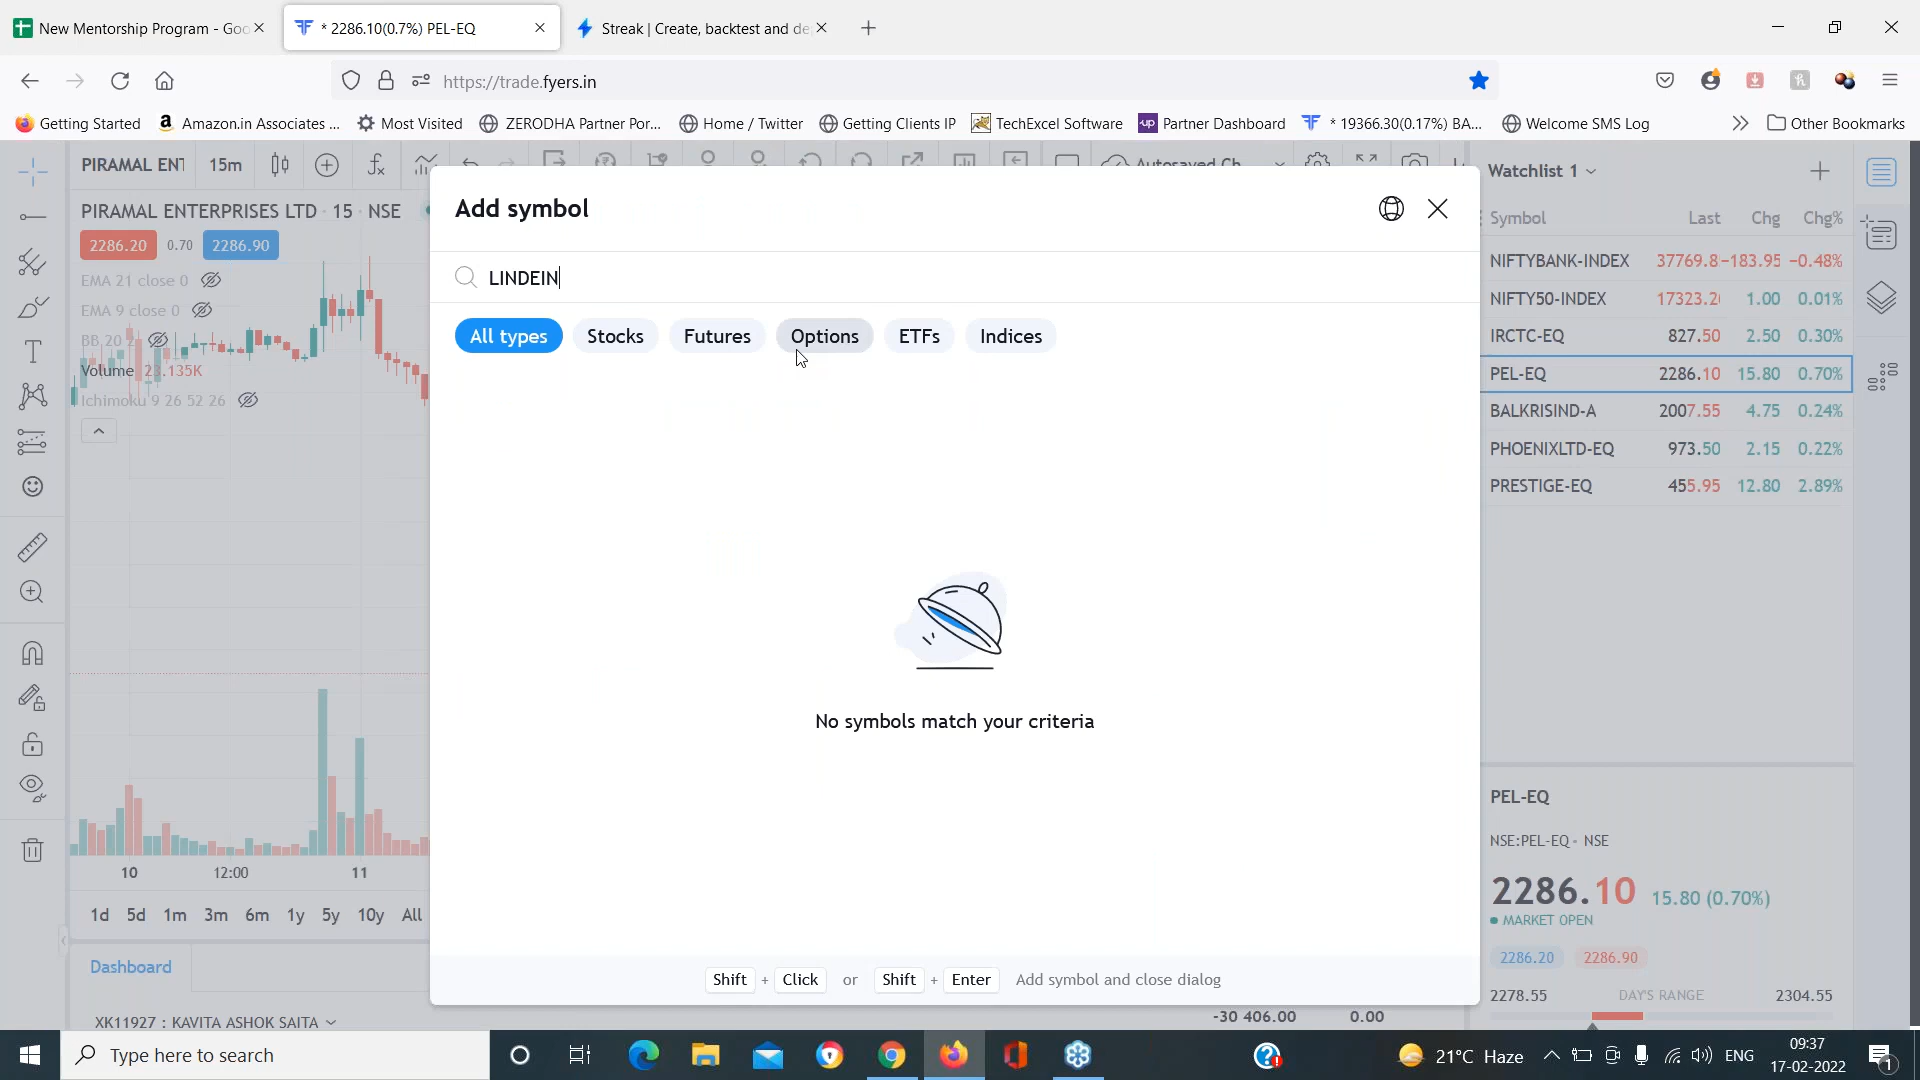 New Mentorship Program - Goo
* 2286.10(0.7%) PEL-EQ
Streak | Create, backtest and de
https://trade.fyers.in
Getting Started
Amazon.in Associates ...
Most Visited
ZERODHA Partner Por...
Home / Twitter
Getting Clients IP
TechExcel Software
up Partner Dashboard
* 19366.30(0.17%) BA...
Welcome SMS Log
Other Bookmarks
PIRAMAL ENT
15m
Autosaved Ch
Watchlist 1
PIRAMAL ENTERPRISES LTD · 15 · NSE
2286.20 0.70 2286.90
EMA 21 close 0
EMA 9 close 0
BB 20 2
Volume 23.135K
Ichimoku 9 26 52 26
Add symbol
LINDEIN
All types Stocks Futures Options ETFs Indices
No symbols match your criteria
Shift + Click or Shift + Enter Add symbol and close dialog
Symbol Last Chg Chg%
NIFTYBANK-INDEX 37769.8 -183.95 -0.48%
NIFTY50-INDEX 17323.2 1.00 0.01%
IRCTC-EQ 827.50 2.50 0.30%
PEL-EQ 2286.10 15.80 0.70%
BALKRISIND-A 2007.55 4.75 0.24%
PHOENIXLTD-EQ 973.50 2.15 0.22%
PRESTIGE-EQ 455.95 12.80 2.89%
PEL-EQ
NSE:PEL-EQ · NSE
2286.10 15.80 (0.70%)
MARKET OPEN
2286.20 2286.90
2278.55 DAY'S RANGE 2304.55
10 12:00 11
1d 5d 1m 3m 6m 1y 5y 10y All
Dashboard
XK11927 : KAVITA ASHOK SAITA
-30 406.00 0.00
Type here to search
21°C Haze
ENG
09:37
17-02-2022
1